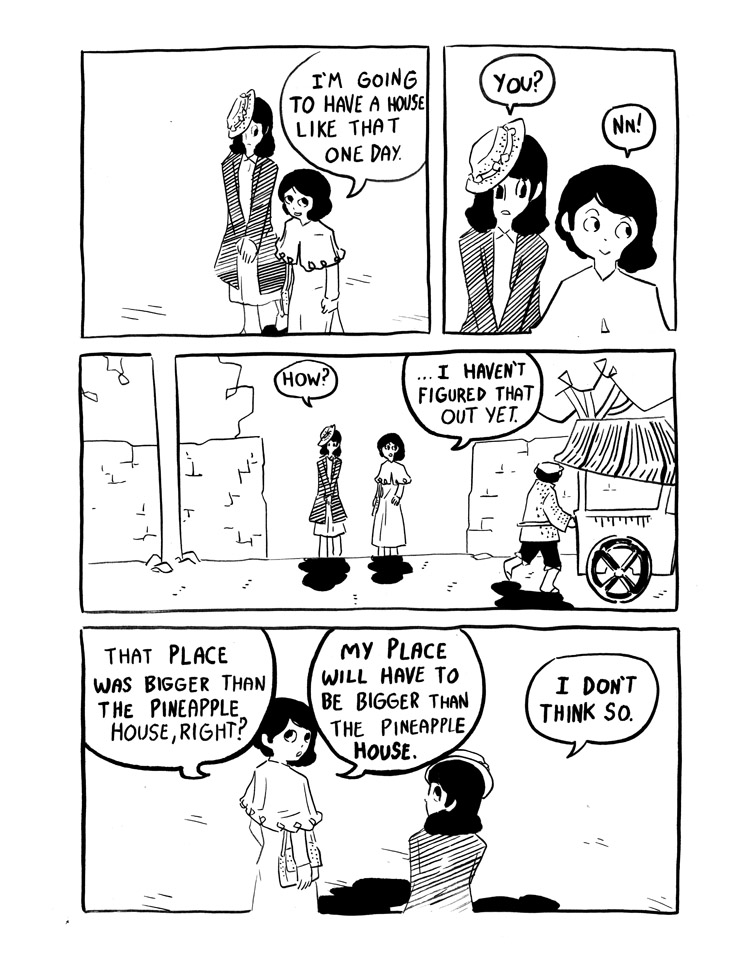 I'M GOING
TO HAVE A HOUSE
LIKE THAT
ONE DAY.
YOU?
NN!
HOW?
...I HAVEN'T
FIGURED THAT
OUT YET.
THAT PLACE
WAS BIGGER THAN
THE PINEAPPLE
HOUSE, RIGHT?
MY PLACE
WILL HAVE TO
BE BIGGER THAN
THE PINEAPPLE
HOUSE.
I DON'T
THINK SO.